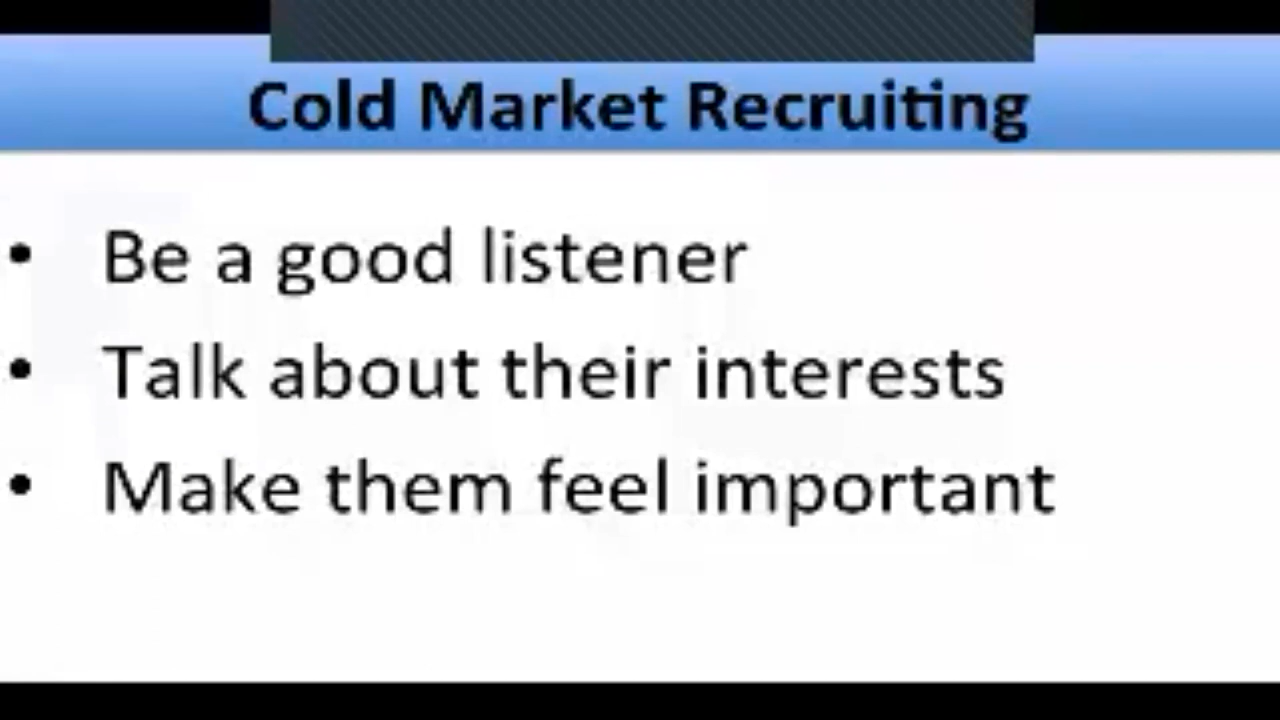 Cold Market Recruiting
• Be a good listener
• Talk about their interests
• Make them feel important